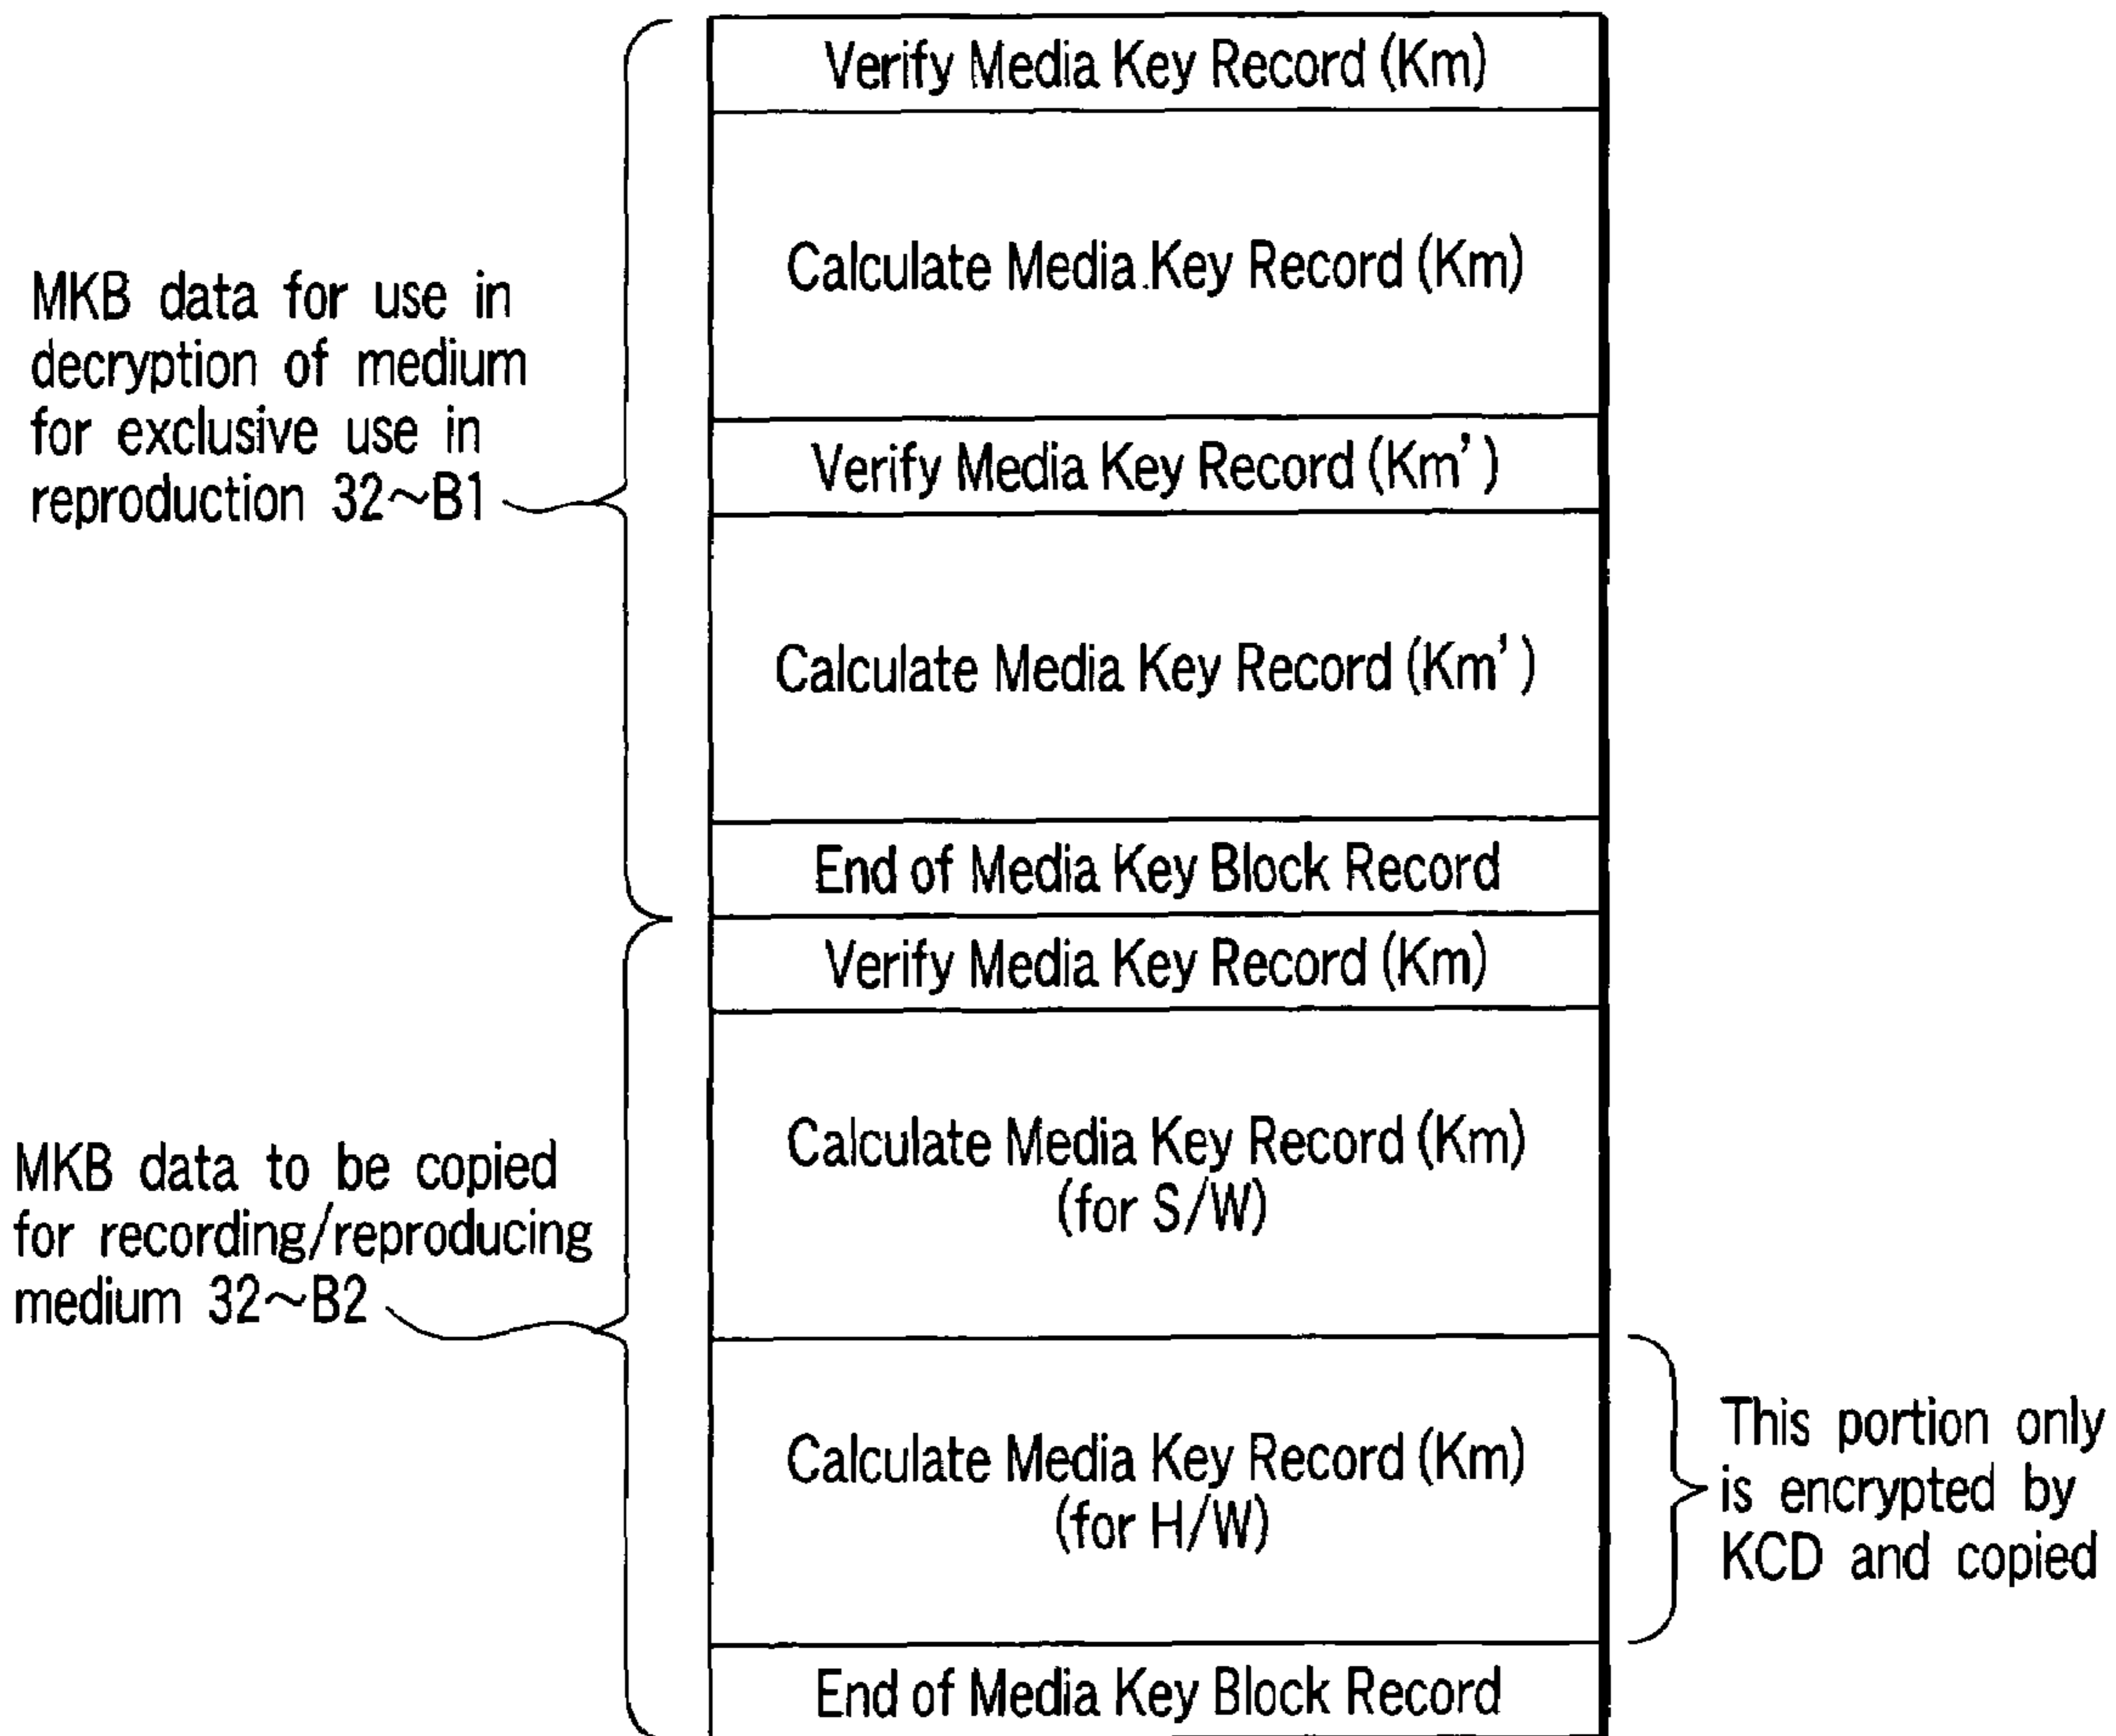 Verify Media Key Record (Km)
Calculate Media Key Record (Km)
MKB data for use in
decryption of medium
for exclusive use in
reproduction 32~B1
Verify Media Key Record (Km')
Calculate Media Key Record (Km')
End of Media Key Block Record
Verify Media Key Record (Km)
Calculate Media Key Record (Km)
(for S/W)
MKB data to be copied
for recording/reproducing
medium 32~B2
Calculate Media Key Record (Km)
(for H/W)
This portion only
is encrypted by
KCD and copied
End of Media Key Block Record